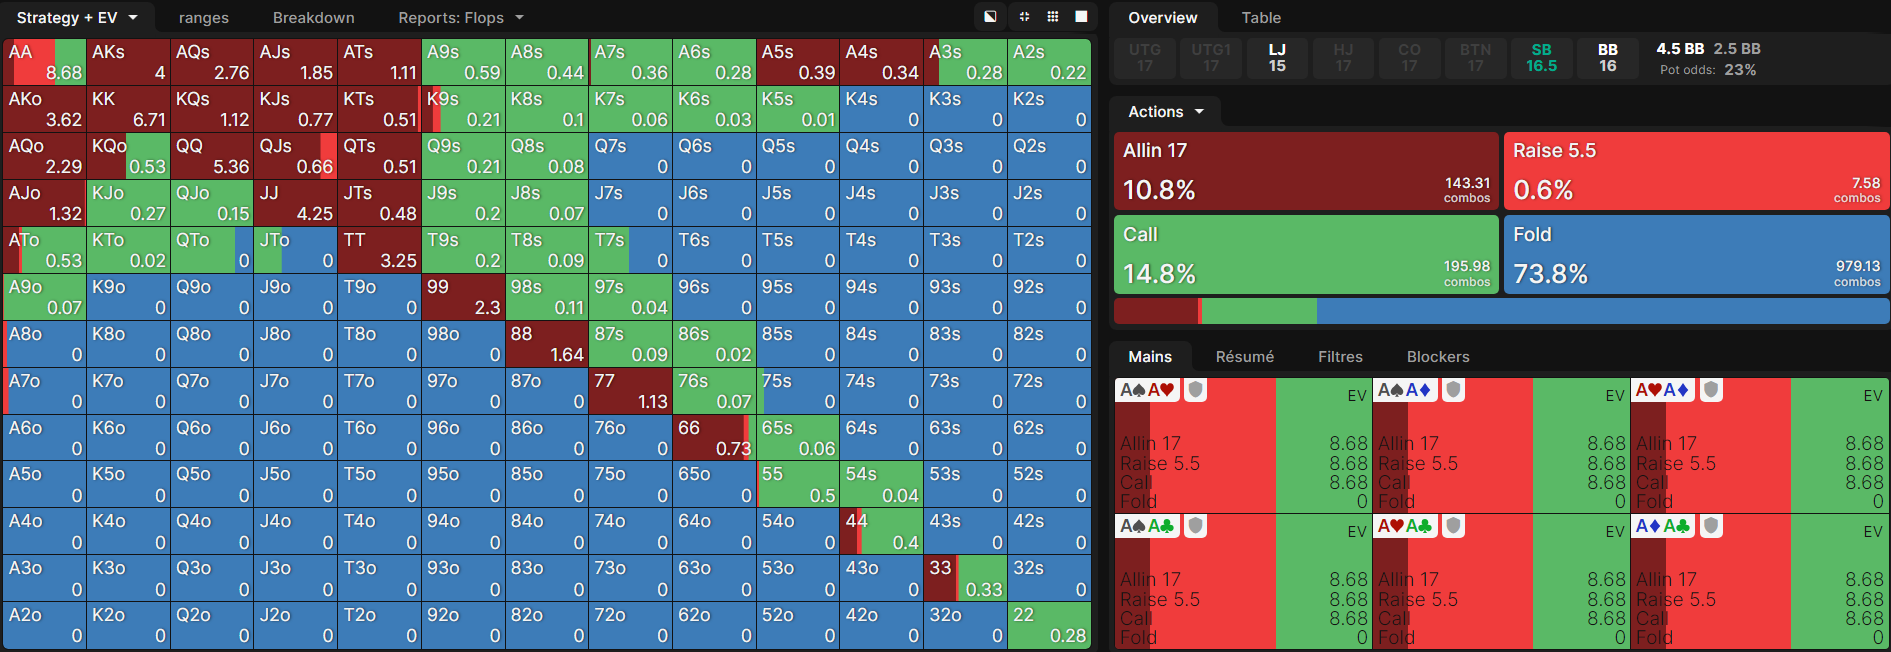 Strategy + EV ranges Breakdown Reports: Flops
AA AKs AQs AJs ATs A9s A8s A7s A6s A5s A4s A3s A2s
8.68 4 2.76 1.85 1.11 0.59 0.44 0.36 0.28 0.39 0.34 0.28 0.22
AKo KK KQs KJs KTs K9s K8s K7s K6s K5s K4s K3s K2s
3.62 6.71 1.12 0.77 0.51 0.21 0.1 0.06 0.03 0.01 0 0 0
AQo KQo QQ QJs QTs Q9s Q8s Q7s Q6s Q5s Q4s Q3s Q2s
2.29 0.53 5.36 0.66 0.51 0.21 0.08 0 0 0 0 0 0
AJo KJo QJo JJ JTs J9s J8s J7s J6s J5s J4s J3s J2s
1.32 0.27 0.15 4.25 0.48 0.2 0.07 0 0 0 0 0 0
ATo KTo QTo JTo TT T9s T8s T7s T6s T5s T4s T3s T2s
0.53 0.02 0 0 3.25 0.2 0.09 0 0 0 0 0 0
A9o K9o Q9o J9o T9o 99 98s 97s 96s 95s 94s 93s 92s
0.07 0 0 0 0 2.3 0.11 0.04 0 0 0 0 0
A8o K8o Q8o J8o T8o 98o 88 87s 86s 85s 84s 83s 82s
0 0 0 0 0 0 1.64 0.09 0.02 0 0 0 0
A7o K7o Q7o J7o T7o 97o 87o 77 76s 75s 74s 73s 72s
0 0 0 0 0 0 0 1.13 0.07 0 0 0 0
A6o K6o Q6o J6o T6o 96o 86o 76o 66 65s 64s 63s 62s
0 0 0 0 0 0 0 0 0.73 0.06 0 0 0
A5o K5o Q5o J5o T5o 95o 85o 75o 65o 55 54s 53s 52s
0 0 0 0 0 0 0 0 0 0.5 0.04 0 0
A4o K4o Q4o J4o T4o 94o 84o 74o 64o 54o 44 43s 42s
0 0 0 0 0 0 0 0 0 0 0.4 0 0
A3o K3o Q3o J3o T3o 93o 83o 73o 63o 53o 43o 33 32s
0 0 0 0 0 0 0 0 0 0 0 0.33 0
A2o K2o Q2o J2o T2o 92o 82o 72o 62o 52o 42o 32o 22
0 0 0 0 0 0 0 0 0 0 0 0 0.28
Overview Table
UTG UTG1 LJ HJ CO BTN SB BB 4.5 BB 2.5 BB
17 17 15 17 17 17 16.5 16 Pot odds: 23%
Actions
Allin 17 Raise 5.5
10.8% 143.31 combos 0.6% 7.58 combos
Call Fold
14.8% 195.98 combos 73.8% 979.13 combos
Mains Résumé Filtres Blockers
A♠A♥ EV A♠A♦ EV A♥A♦ EV
Allin 17 8.68 Allin 17 8.68 Allin 17 8.68
Raise 5.5 8.68 Raise 5.5 8.68 Raise 5.5 8.68
Call 8.68 Call 8.68 Call 8.68
Fold 0 Fold 0 Fold 0
A♠A♣ EV A♥A♣ EV A♦A♣ EV
Allin 17 8.68 Allin 17 8.68 Allin 17 8.68
Raise 5.5 8.68 Raise 5.5 8.68 Raise 5.5 8.68
Call 8.68 Call 8.68 Call 8.68
Fold 0 Fold 0 Fold 0